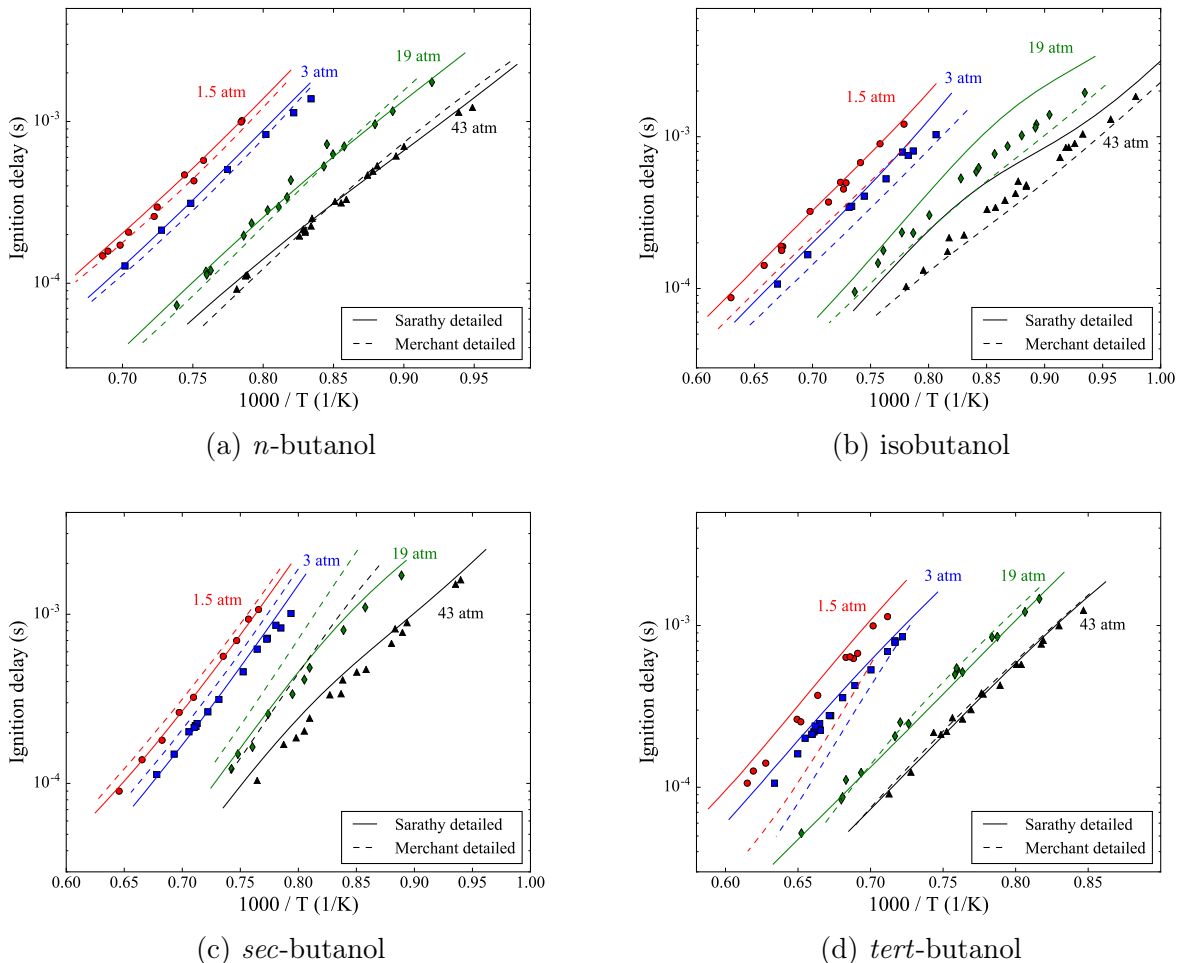 10⁻³
10⁻⁴
Ignition delay (s)
1.5 atm
3 atm
19 atm
43 atm
Sarathy detailed
Merchant detailed
0.70 0.75 0.80 0.85 0.90 0.95
1000 / T (1/K)
(a) n-butanol
10⁻³
10⁻⁴
Ignition delay (s)
1.5 atm
3 atm
19 atm
43 atm
Sarathy detailed
Merchant detailed
0.60 0.65 0.70 0.75 0.80 0.85 0.90 0.95 1.00
1000 / T (1/K)
(b) isobutanol
10⁻³
10⁻⁴
Ignition delay (s)
1.5 atm
3 atm
19 atm
43 atm
Sarathy detailed
Merchant detailed
0.60 0.65 0.70 0.75 0.80 0.85 0.90 0.95 1.00
1000 / T (1/K)
(c) sec-butanol
10⁻³
10⁻⁴
Ignition delay (s)
1.5 atm
3 atm
19 atm
43 atm
Sarathy detailed
Merchant detailed
0.60 0.65 0.70 0.75 0.80 0.85
1000 / T (1/K)
(d) tert-butanol